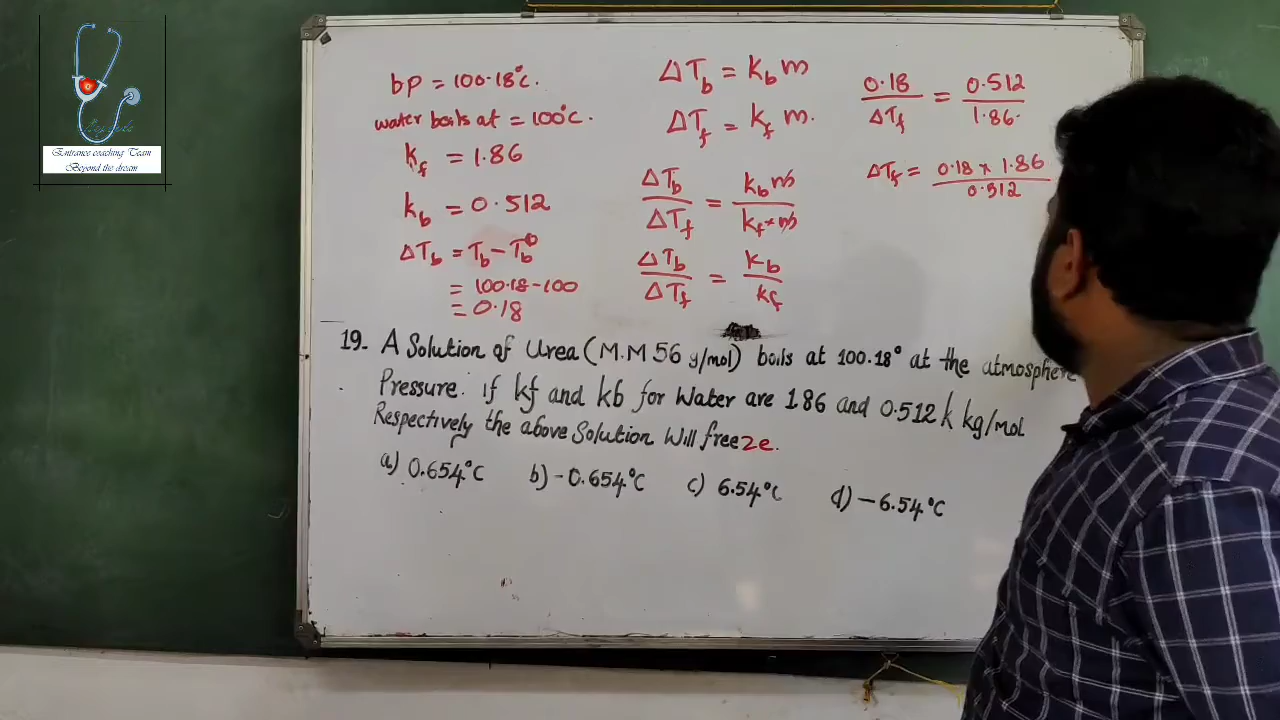 bp = 100.18°c.
water boils at = 100°c.
kf = 1.86
kb = 0.512
ΔTb = Tb - Tb°
= 100.18-100
= 0.18
ΔTb = kb m
ΔTf = kf m.
ΔTb / ΔTf = kb m / kf × m
ΔTb / ΔTf = kb / kf
0.18 / ΔTf = 0.512 / 1.86.
ΔTf = 0.18 × 1.86 / 0.512
19. A Solution of Urea (M.M 56 g/mol) boils at 100.18° at the atmosphere
Pressure. if kf and kb for Water are 186 and 0.512 k kg/mol
Respectively the above Solution Will freeze.
a) 0.654°C b) -0.654°C c) 6.54°C d) -6.54°C
Entrance coaching Team
Beyond the dream